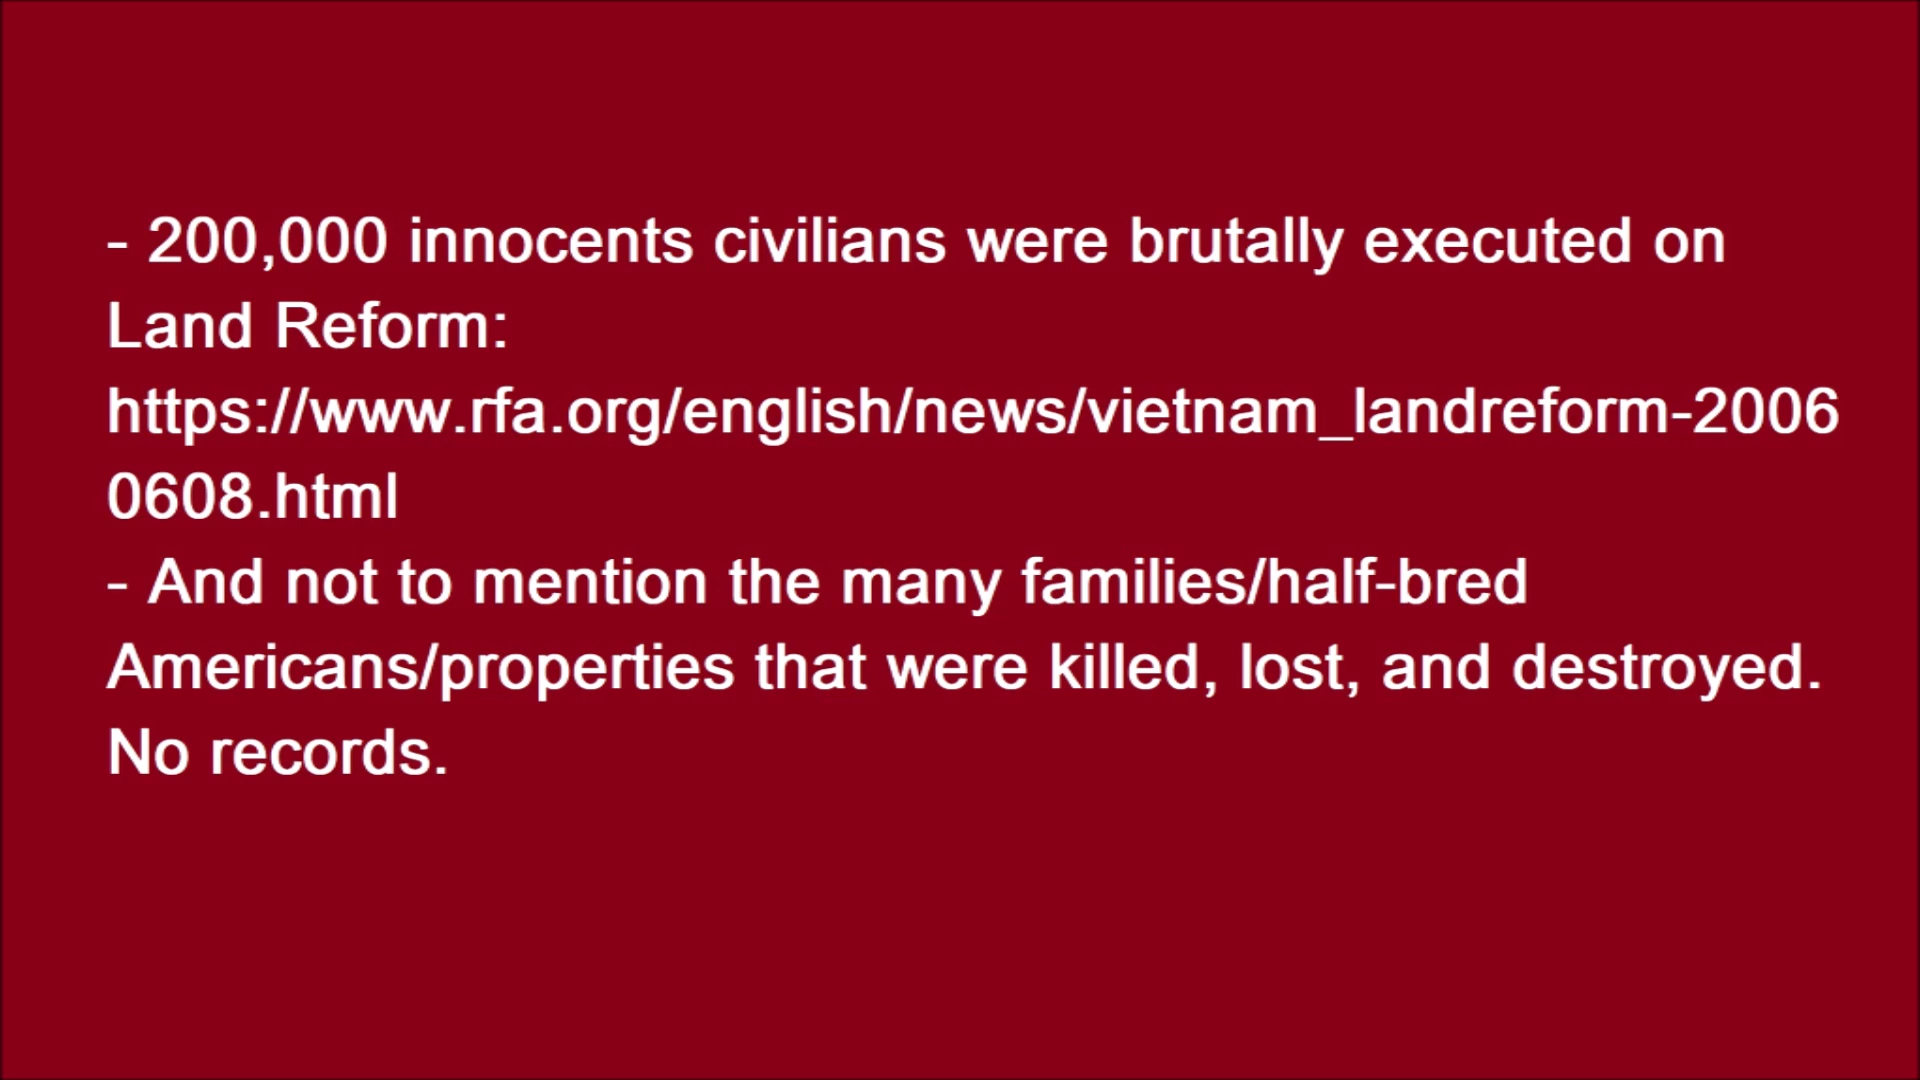 - 200,000 innocents civilians were brutally executed on
Land Reform:
https://www.rfa.org/english/news/vietnam_landreform-2006
0608.html
- And not to mention the many families/half-bred
Americans/properties that were killed, lost, and destroyed.
No records.